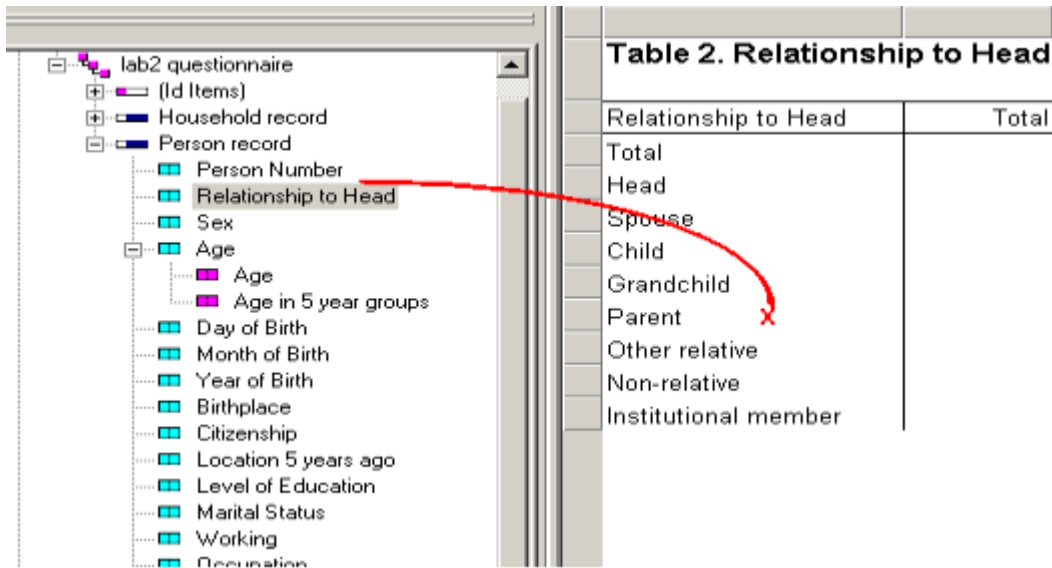 lab2 questionnaire
(Id Items)
Household record
Person record
Person Number
Relationship to Head
Sex
Age
Age
Age in 5 year groups
Day of Birth
Month of Birth
Year of Birth
Birthplace
Citizenship
Location 5 years ago
Level of Education
Marital Status
Working
Occupation
Table 2. Relationship to Head
Relationship to Head Total
Total
Head
Spouse
Child
Grandchild
Parent X
Other relative
Non-relative
Institutional member